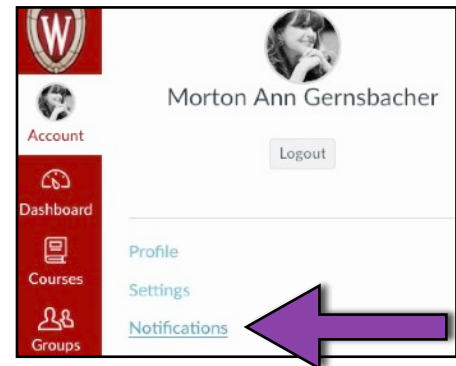 W
Account
Dashboard
Courses
Groups
Morton Ann Gernsbacher
Logout
Profile
Settings
Notifications